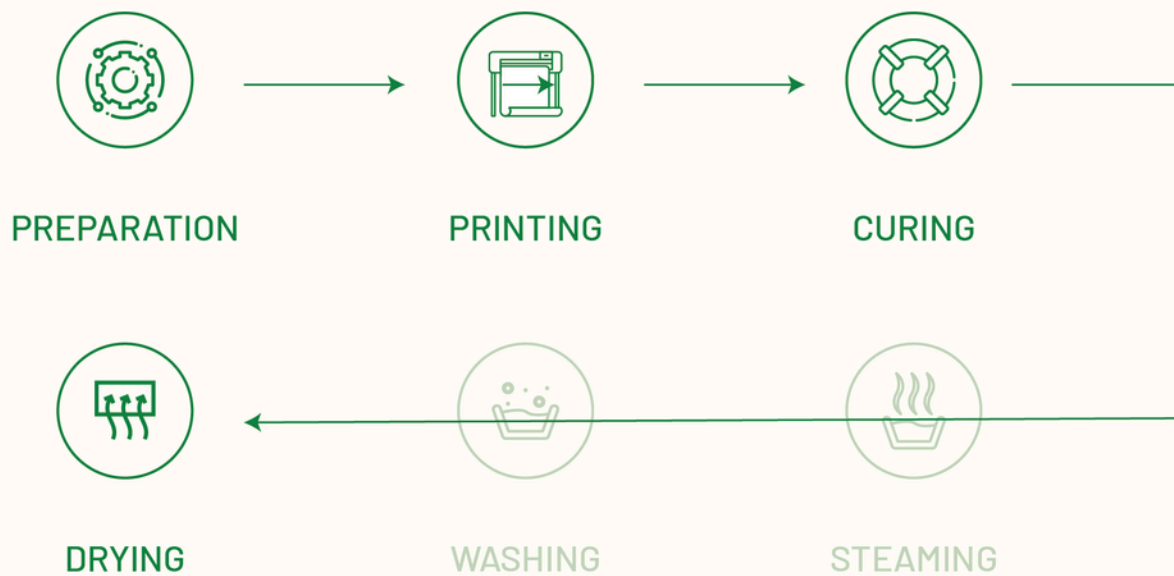 PREPARATION
PRINTING
CURING
DRYING
WASHING
STEAMING